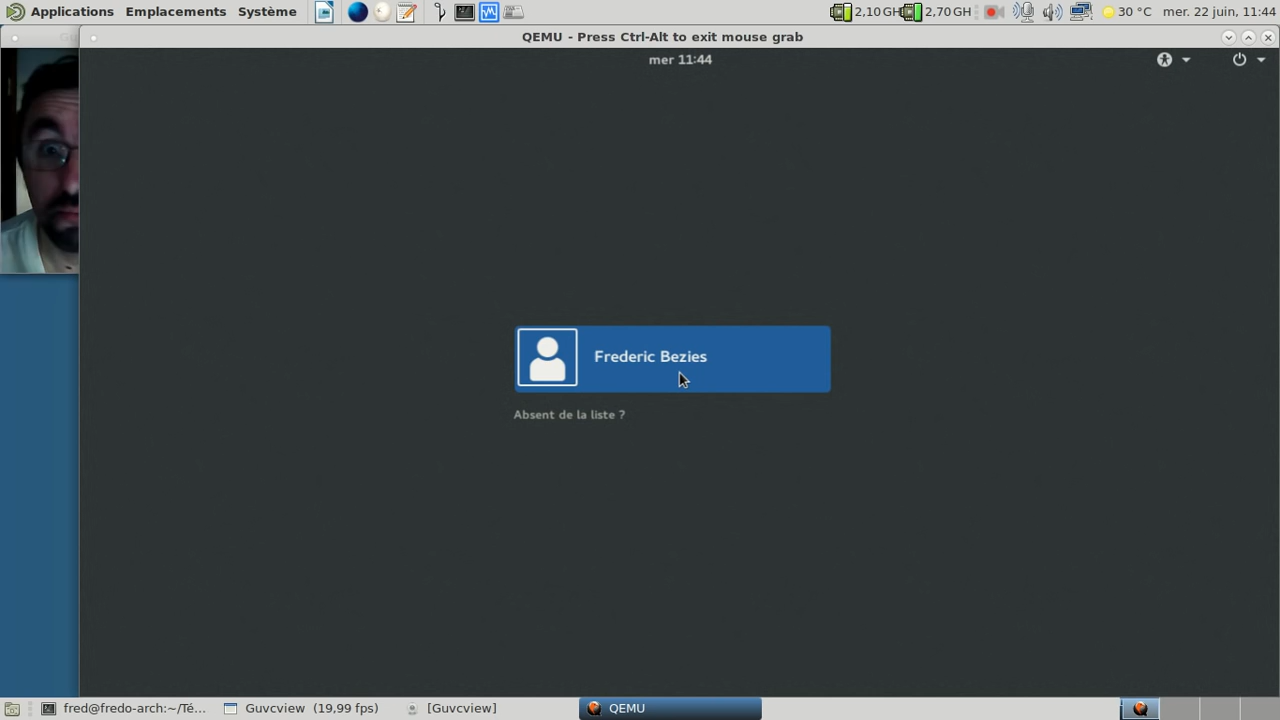 Applications Emplacements Système 2,10 GH 2,70 GH 30 °C mer. 22 juin, 11:44
QEMU - Press Ctrl-Alt to exit mouse grab
mer 11:44
Frederic Bezies
Absent de la liste ?
fred@fredo-arch:~/Té... Guvcview (19,99 fps) [Guvcview] QEMU